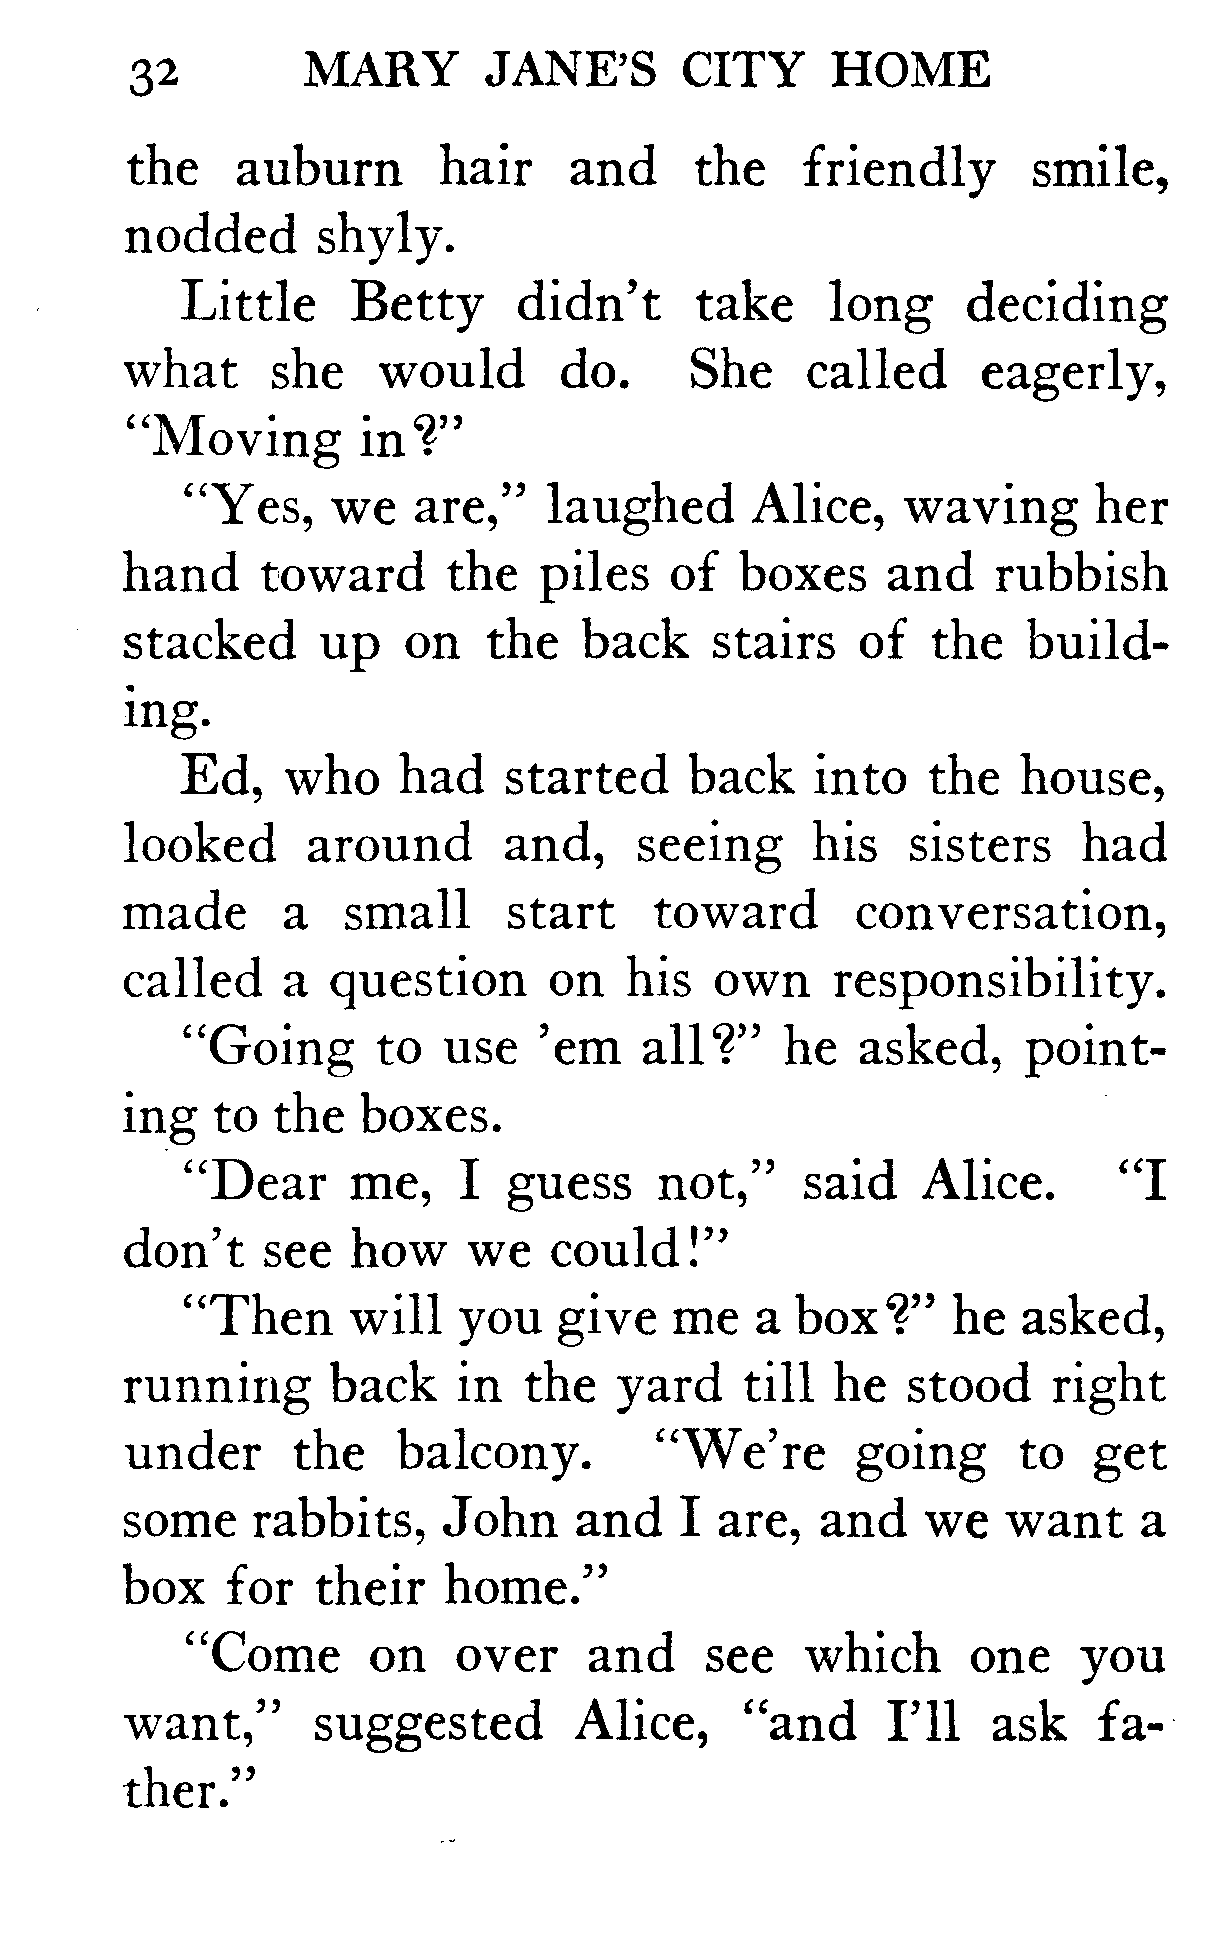 32 MARY JANE'S CITY HOME
the auburn hair and the friendly smile,
nodded shyly.
Little Betty didn't take long deciding
what she would do. She called eagerly,
"Moving in?"
"Yes, we are," laughed Alice, waving her
hand toward the piles of boxes and rubbish
stacked up on the back stairs of the build-
ing.
Ed, who had started back into the house,
looked around and, seeing his sisters had
made a small start toward conversation,
called a question on his own responsibility.
"Going to use 'em all?" he asked, point-
ing to the boxes.
"Dear me, I guess not," said Alice. "I
don't see how we could!"
"Then will you give me a box?" he asked,
running back in the yard till he stood right
under the balcony. "We're going to get
some rabbits, John and I are, and we want a
box for their home."
"Come on over and see which one you
want," suggested Alice, "and I'll ask fa-
ther."